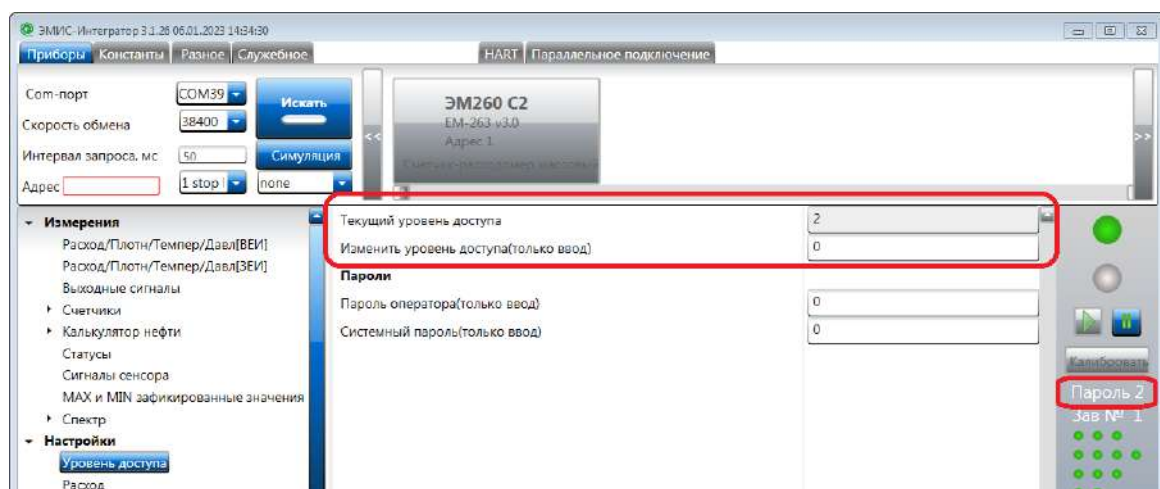 ЭМИС-Интегратор 3.1.26 06.01.2023 14:34:30
Приборы Константы Разное Служебное HART Параллельное подключение
Com-порт COM39 Искать
Скорость обмена 38400
Интервал запроса, мс 50 Симуляция
Адрес 1 stop none
<< ЭМ260 С2 >>
EM-263 v3.0
Адрес 1
Счетчик-расходомер массовый
Измерения
Расход/Плотн/Темпер/Давл[ВЕИ]
Расход/Плотн/Темпер/Давл[ЗЕИ]
Выходные сигналы
Счетчики
Калькулятор нефти
Статусы
Сигналы сенсора
MAX и MIN зафиксированные значения
Спектр
Настройки
Уровень доступа
Расход
Текущий уровень доступа 2
Изменить уровень доступа(только ввод) 0
Пароли
Пароль оператора(только ввод) 0
Системный пароль(только ввод) 0
Калибровать
Пароль 2
Зав № 1